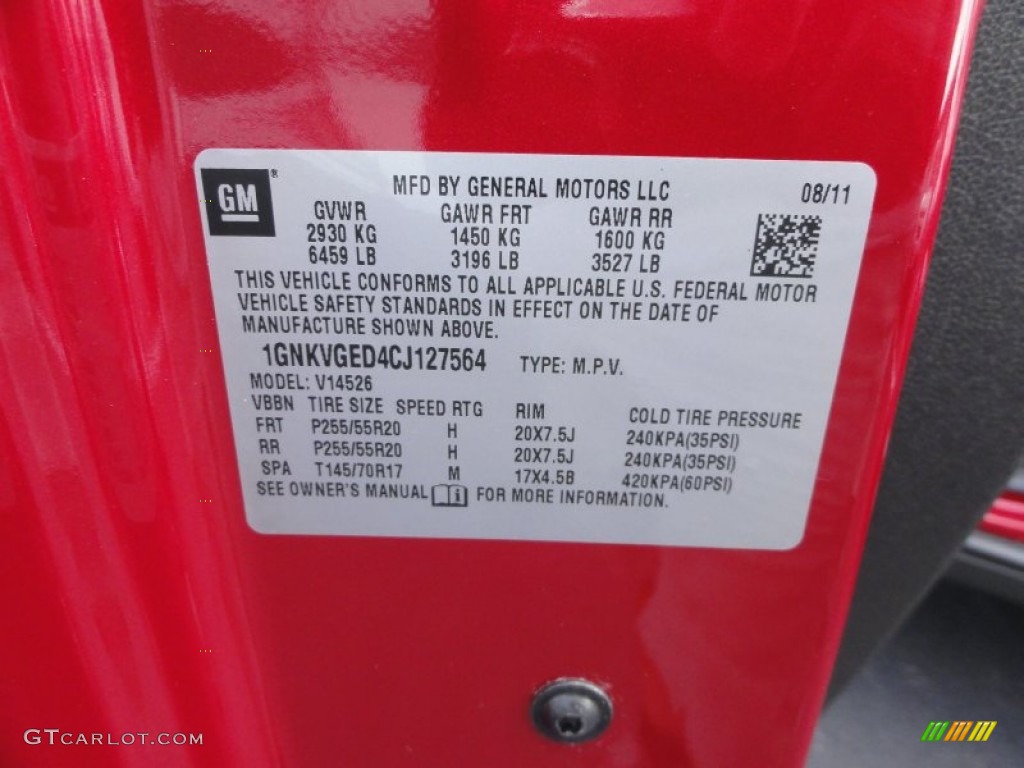 GM®
MFD BY GENERAL MOTORS LLC 08/11
GVWR GAWR FRT GAWR RR
2930 KG 1450 KG 1600 KG
6459 LB 3196 LB 3527 LB
THIS VEHICLE CONFORMS TO ALL APPLICABLE U.S. FEDERAL MOTOR
VEHICLE SAFETY STANDARDS IN EFFECT ON THE DATE OF
MANUFACTURE SHOWN ABOVE.
1GNKVGED4CJ127564 TYPE: M.P.V.
MODEL: V14526
VBBN TIRE SIZE SPEED RTG RIM COLD TIRE PRESSURE
FRT P255/55R20 H 20X7.5J 240KPA(35PSI)
RR P255/55R20 H 20X7.5J 240KPA(35PSI)
SPA T145/70R17 M 17X4.5B 420KPA(60PSI)
SEE OWNER'S MANUAL i FOR MORE INFORMATION.
GTCARLOT.COM